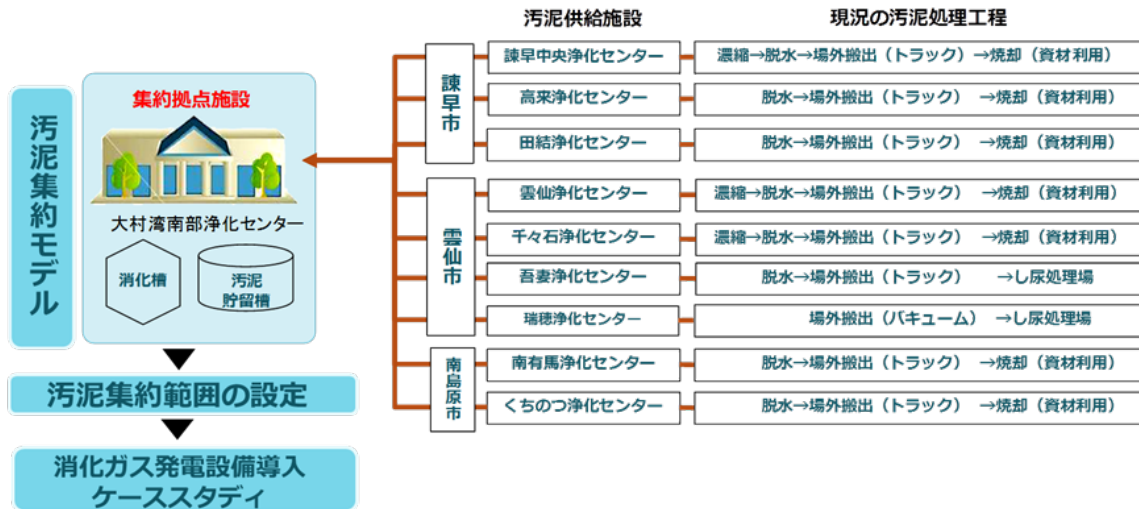 汚泥供給施設
現況の汚泥処理工程
汚泥集約モデル
集約拠点施設
大村湾南部浄化センター
消化槽
汚泥
貯留槽
汚泥集約範囲の設定
消化ガス発電設備導入
ケーススタディ
諫早市
諫早中央浄化センター
濃縮→脱水→場外搬出（トラック）→焼却（資材利用）
高来浄化センター
脱水→場外搬出（トラック） →焼却（資材利用）
田結浄化センター
脱水→場外搬出（トラック） →焼却（資材利用）
雲仙市
雲仙浄化センター
濃縮→脱水→場外搬出（トラック） →焼却（資材利用）
千々石浄化センター
濃縮→脱水→場外搬出（トラック） →焼却（資材利用）
吾妻浄化センター
脱水→場外搬出（トラック） →し尿処理場
瑞穂浄化センター
場外搬出（バキューム） →し尿処理場
南島原市
南有馬浄化センター
脱水→場外搬出（トラック） →焼却（資材利用）
くちのつ浄化センター
脱水→場外搬出（トラック） →焼却（資材利用）